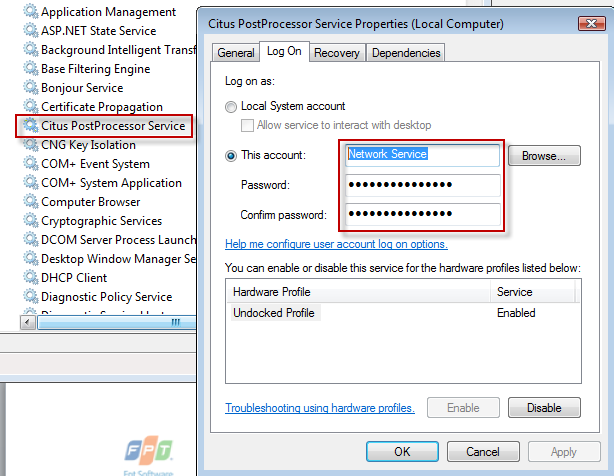 Application Management
ASP.NET State Service
Background Intelligent Transf
Base Filtering Engine
Bonjour Service
Certificate Propagation
Citus PostProcessor Service
CNG Key Isolation
COM+ Event System
COM+ System Application
Computer Browser
Cryptographic Services
DCOM Server Process Launch
Desktop Window Manager Se
DHCP Client
Diagnostic Policy Service
FPT
Fpt Software
Citus PostProcessor Service Properties (Local Computer)
General Log On Recovery Dependencies
Log on as:
Local System account
Allow service to interact with desktop
This account: Network Service Browse...
Password: ●●●●●●●●●●●●●●●
Confirm password: ●●●●●●●●●●●●●●●
Help me configure user account log on options.
You can enable or disable this service for the hardware profiles listed below:
Hardware Profile Service
Undocked Profile Enabled
Troubleshooting using hardware profiles. Enable Disable
OK Cancel Apply